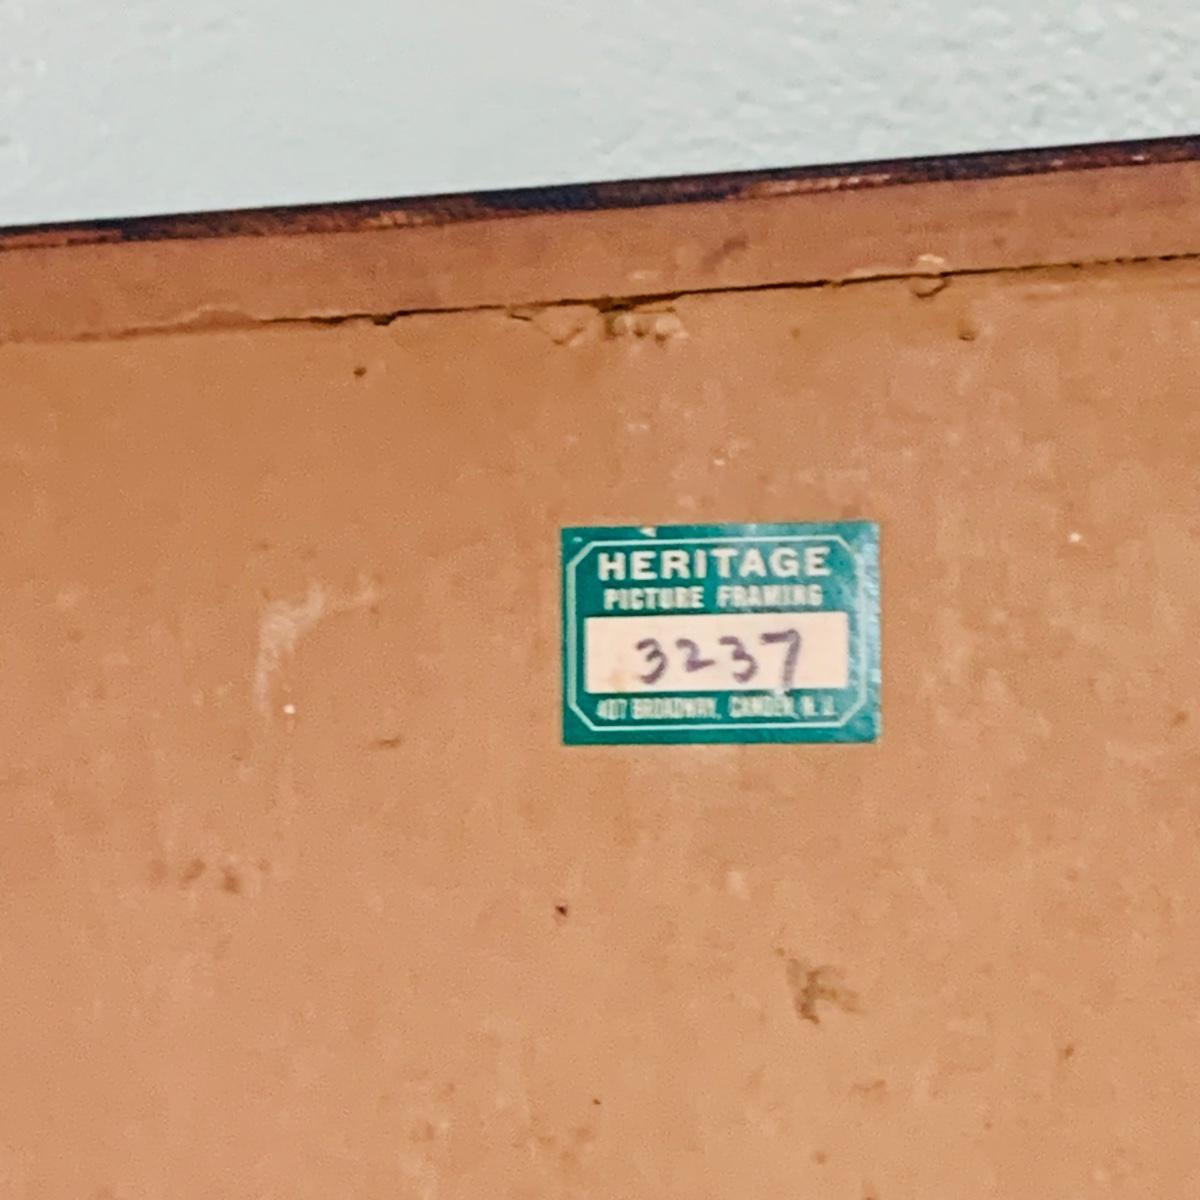 HERITAGE
PICTURE FRAMING
3237
407 BROADWAY, CAMDEN, N. J.